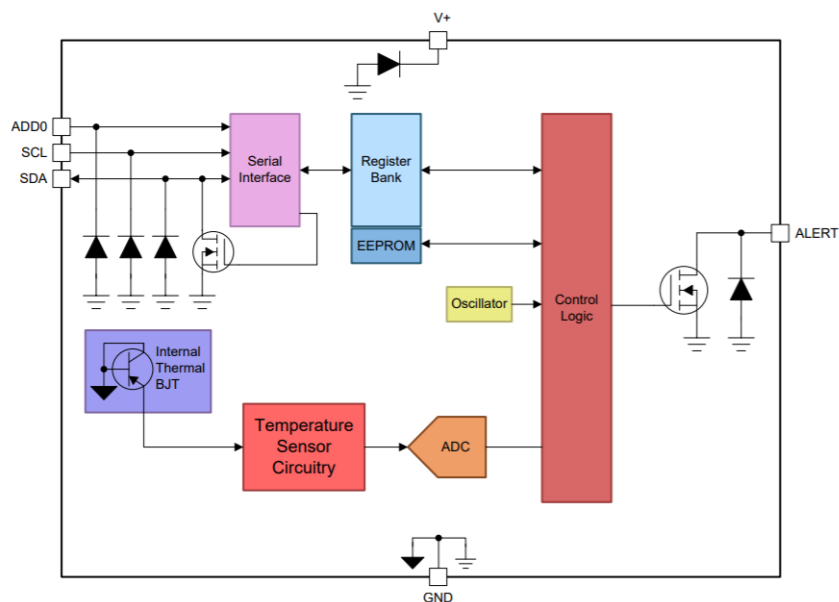 V+
ADD0
SCL
SDA
Serial
Interface
Register
Bank
EEPROM
ALERT
Oscillator
Control
Logic
Internal
Thermal
BJT
Temperature
Sensor
Circuitry
ADC
GND